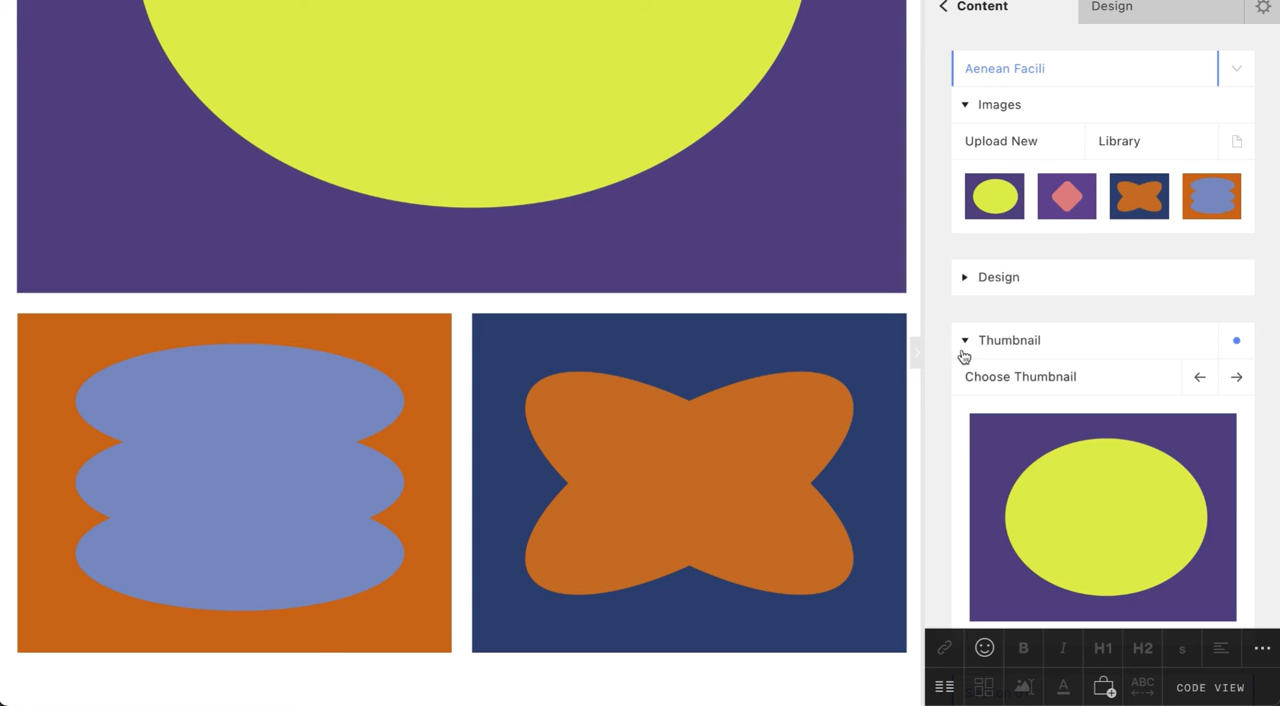 Content
Design
Aenean Facili
Images
Upload New
Library
Design
Thumbnail
Choose Thumbnail
B
I
H1
H2
s
A
ABC
CODE VIEW